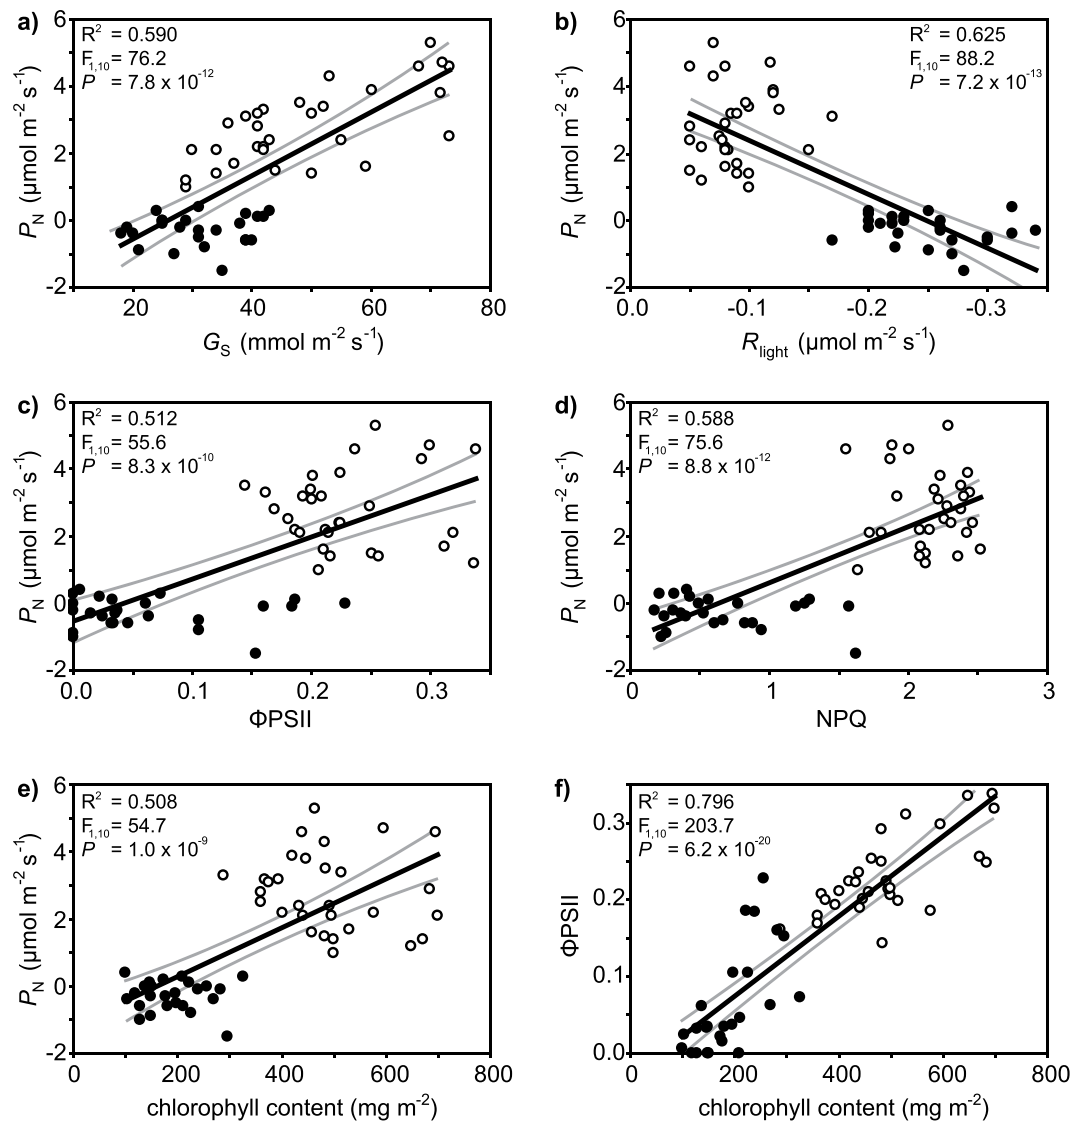 a)
R² = 0.590
F₁,₁₀ = 76.2
P = 7.8 x 10⁻¹²
6
4
2
0
-2
P_N (µmol m⁻² s⁻¹)
20 40 60 80
G_S (mmol m⁻² s⁻¹)
b)
R² = 0.625
F₁,₁₀ = 88.2
P = 7.2 x 10⁻¹³
6
4
2
0
-2
P_N (µmol m⁻² s⁻¹)
0.0 -0.1 -0.2 -0.3
R_light (µmol m⁻² s⁻¹)
c)
R² = 0.512
F₁,₁₀ = 55.6
P = 8.3 x 10⁻¹⁰
6
4
2
0
-2
P_N (µmol m⁻² s⁻¹)
0.0 0.1 0.2 0.3
ΦPSII
d)
R² = 0.588
F₁,₁₀ = 75.6
P = 8.8 x 10⁻¹²
6
4
2
0
-2
P_N (µmol m⁻² s⁻¹)
0 1 2 3
NPQ
e)
R² = 0.508
F₁,₁₀ = 54.7
P = 1.0 x 10⁻⁹
6
4
2
0
-2
P_N (µmol m⁻² s⁻¹)
0 200 400 600 800
chlorophyll content (mg m⁻²)
f)
R² = 0.796
F₁,₁₀ = 203.7
P = 6.2 x 10⁻²⁰
0.3
0.2
0.1
0.0
ΦPSII
0 200 400 600 800
chlorophyll content (mg m⁻²)